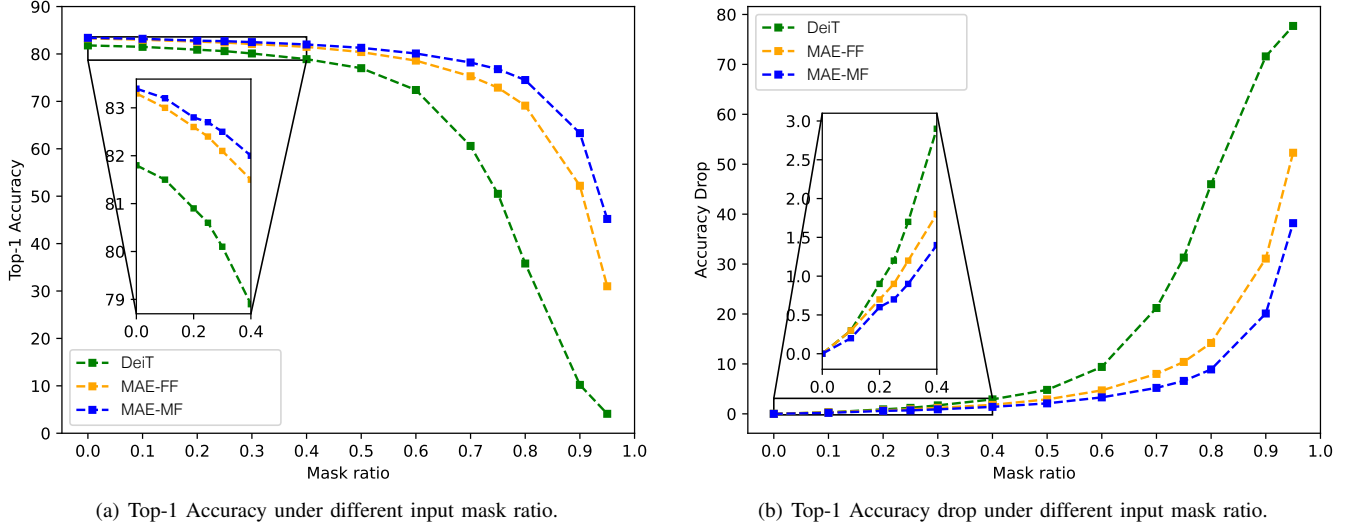 90
80
70
60
50
40
30
20
10
0
Top-1 Accuracy
83
82
81
80
79
0.0 0.2 0.4
DeiT
MAE-FF
MAE-MF
0.0 0.1 0.2 0.3 0.4 0.5 0.6 0.7 0.8 0.9 1.0
Mask ratio
(a) Top-1 Accuracy under different input mask ratio.
80
70
60
50
40
30
20
10
0
Accuracy Drop
DeiT
MAE-FF
MAE-MF
3.0
2.5
2.0
1.5
1.0
0.5
0.0
0.0 0.2 0.4
0.0 0.1 0.2 0.3 0.4 0.5 0.6 0.7 0.8 0.9 1.0
Mask ratio
(b) Top-1 Accuracy drop under different input mask ratio.